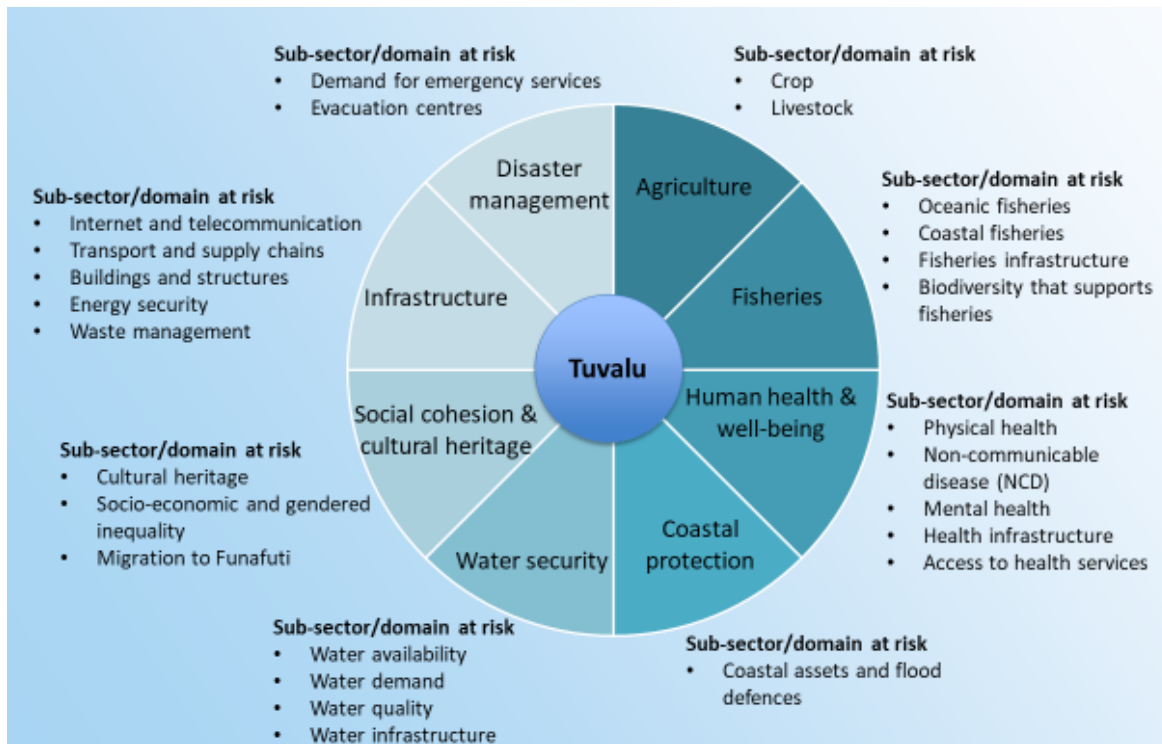 Sub-sector/domain at risk
• Demand for emergency services
• Evacuation centres
Sub-sector/domain at risk
• Crop
• Livestock
Sub-sector/domain at risk
• Internet and telecommunication
• Transport and supply chains
• Buildings and structures
• Energy security
• Waste management
Sub-sector/domain at risk
• Oceanic fisheries
• Coastal fisheries
• Fisheries infrastructure
• Biodiversity that supports
fisheries
Disaster
management
Agriculture
Infrastructure
Fisheries
Tuvalu
Social cohesion &
cultural heritage
Human health &
well-being
Water security
Coastal
protection
Sub-sector/domain at risk
• Cultural heritage
• Socio-economic and gendered
inequality
• Migration to Funafuti
Sub-sector/domain at risk
• Physical health
• Non-communicable
disease (NCD)
• Mental health
• Health infrastructure
• Access to health services
Sub-sector/domain at risk
• Water availability
• Water demand
• Water quality
• Water infrastructure
Sub-sector/domain at risk
• Coastal assets and flood
defences